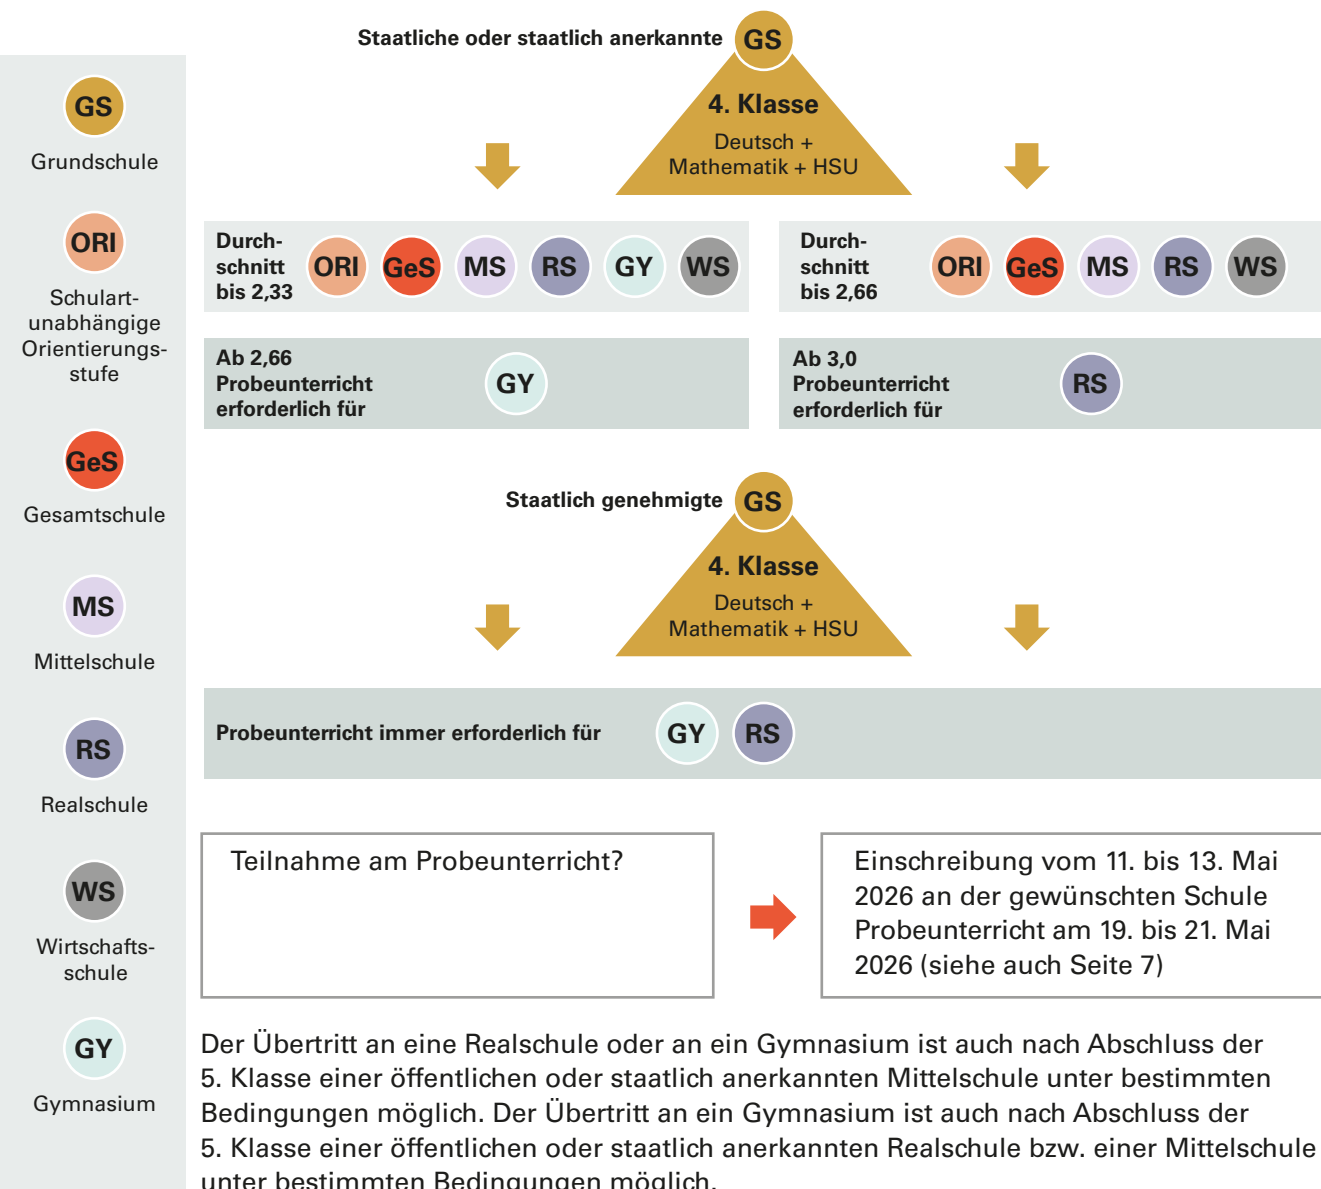 GS
Grundschule
ORI
Schulart-
unabhängige
Orientierungs-
stufe
GeS
Gesamtschule
MS
Mittelschule
RS
Realschule
WS
Wirtschafts-
schule
GY
Gymnasium
Staatliche oder staatlich anerkannte GS
4. Klasse
Deutsch +
Mathematik + HSU
Durch-
schnitt
bis 2,33
ORI GeS MS RS GY WS
Ab 2,66
Probeunterricht
erforderlich für
GY
Durch-
schnitt
bis 2,66
ORI GeS MS RS WS
Ab 3,0
Probeunterricht
erforderlich für
RS
Staatlich genehmigte GS
4. Klasse
Deutsch +
Mathematik + HSU
Probeunterricht immer erforderlich für GY RS
Teilnahme am Probeunterricht?
Einschreibung vom 11. bis 13. Mai
2026 an der gewünschten Schule
Probeunterricht am 19. bis 21. Mai
2026 (siehe auch Seite 7)
Der Übertritt an eine Realschule oder an ein Gymnasium ist auch nach Abschluss der
5. Klasse einer öffentlichen oder staatlich anerkannten Mittelschule unter bestimmten
Bedingungen möglich. Der Übertritt an ein Gymnasium ist auch nach Abschluss der
5. Klasse einer öffentlichen oder staatlich anerkannten Realschule bzw. einer Mittelschule
unter bestimmten Bedingungen möglich.